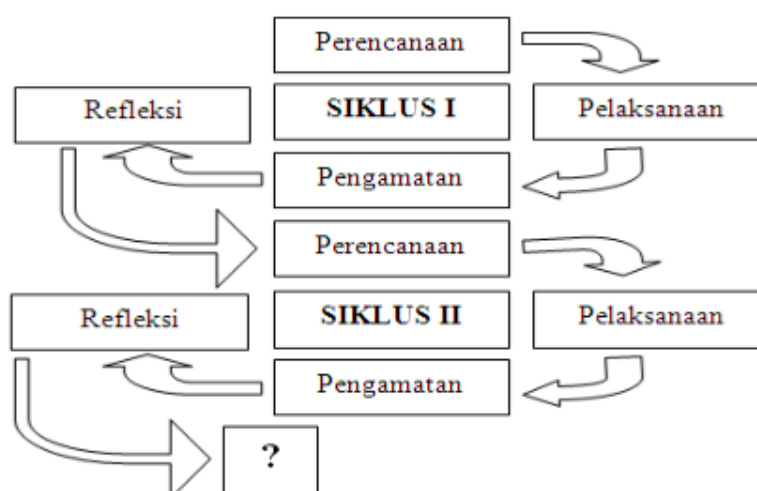 Perencanaan
Refleksi
SIKLUS I
Pelaksanaan
Pengamatan
Perencanaan
Refleksi
SIKLUS II
Pelaksanaan
Pengamatan
?